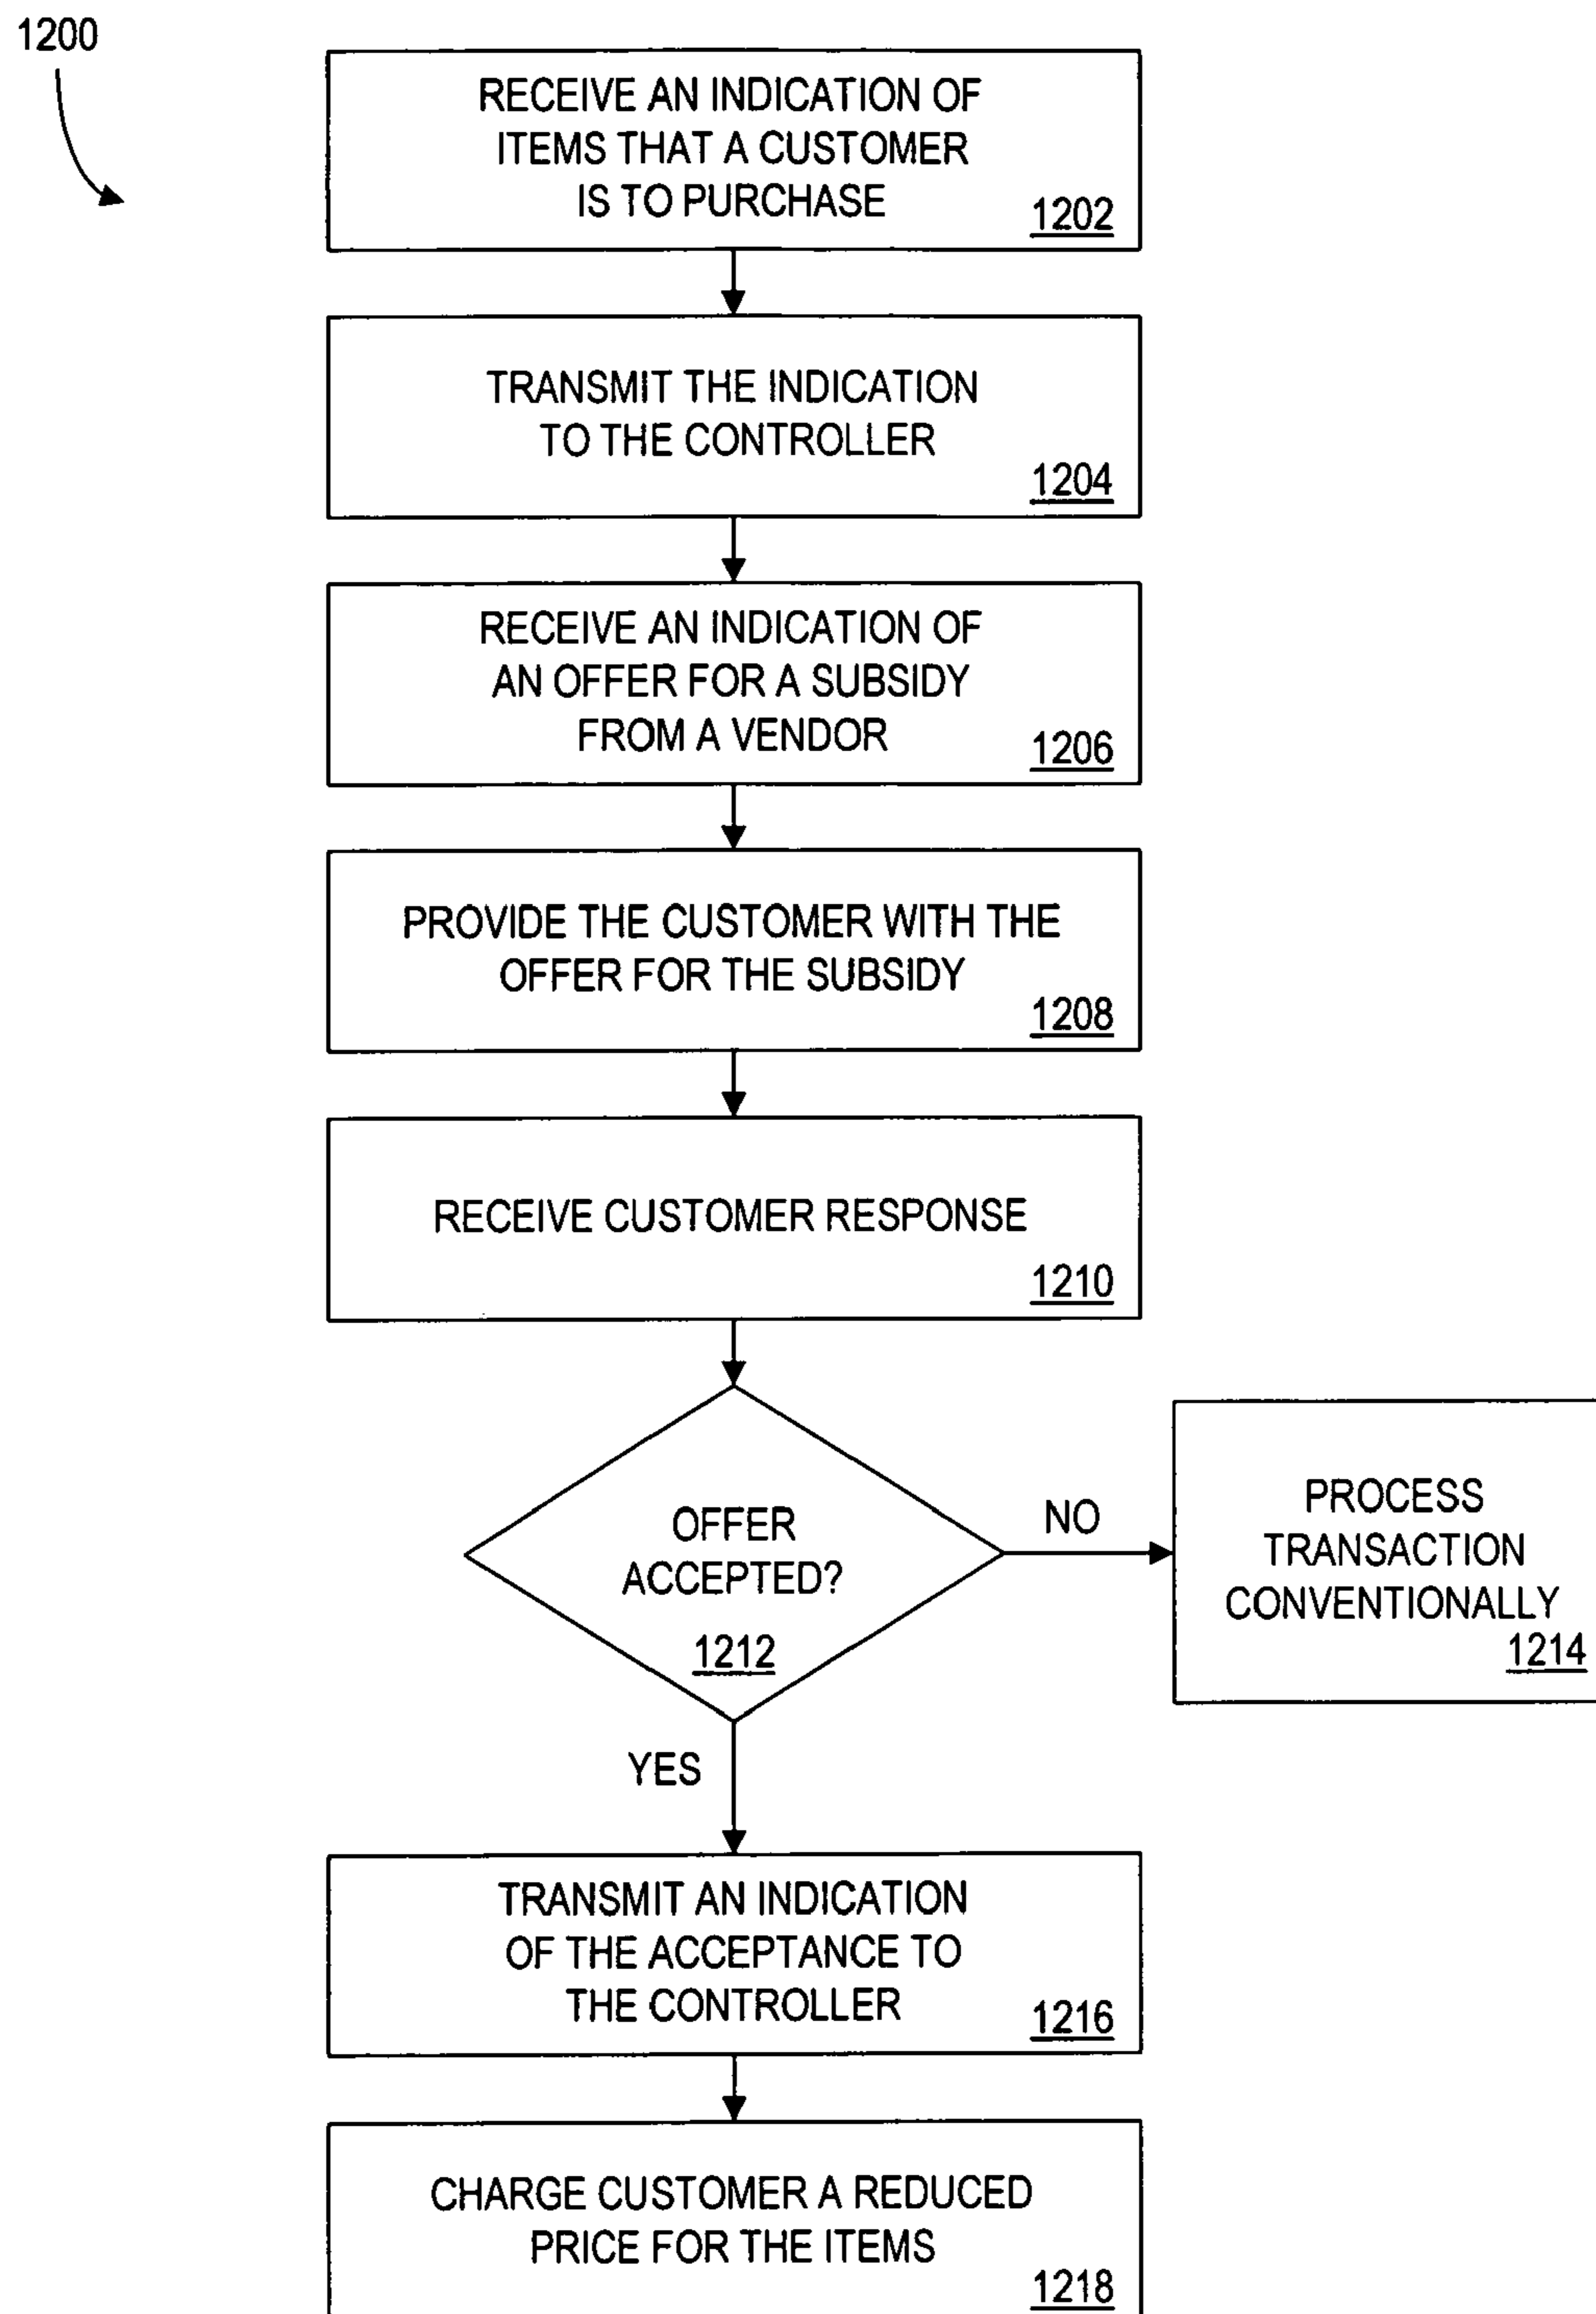 1200
RECEIVE AN INDICATION OF
ITEMS THAT A CUSTOMER
IS TO PURCHASE
1202
TRANSMIT THE INDICATION
TO THE CONTROLLER
1204
RECEIVE AN INDICATION OF
AN OFFER FOR A SUBSIDY
FROM A VENDOR
1206
PROVIDE THE CUSTOMER WITH THE
OFFER FOR THE SUBSIDY
1208
RECEIVE CUSTOMER RESPONSE
1210
OFFER
ACCEPTED?
1212
NO
PROCESS
TRANSACTION
CONVENTIONALLY
1214
YES
TRANSMIT AN INDICATION
OF THE ACCEPTANCE TO
THE CONTROLLER
1216
CHARGE CUSTOMER A REDUCED
PRICE FOR THE ITEMS
1218